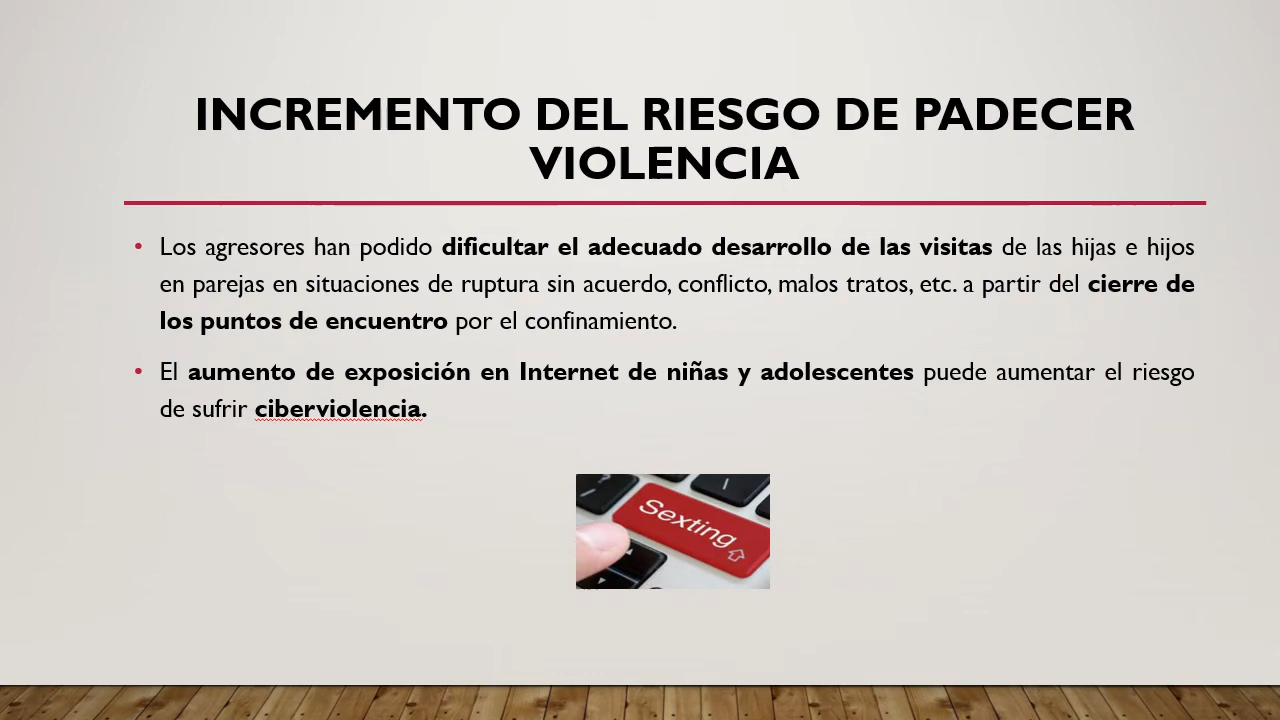 INCREMENTO DEL RIESGO DE PADECER
VIOLENCIA
• Los agresores han podido dificultar el adecuado desarrollo de las visitas de las hijas e hijos
en parejas en situaciones de ruptura sin acuerdo, conflicto, malos tratos, etc. a partir del cierre de
los puntos de encuentro por el confinamiento.
• El aumento de exposición en Internet de niñas y adolescentes puede aumentar el riesgo
de sufrir ciberviolencia.
Sexting